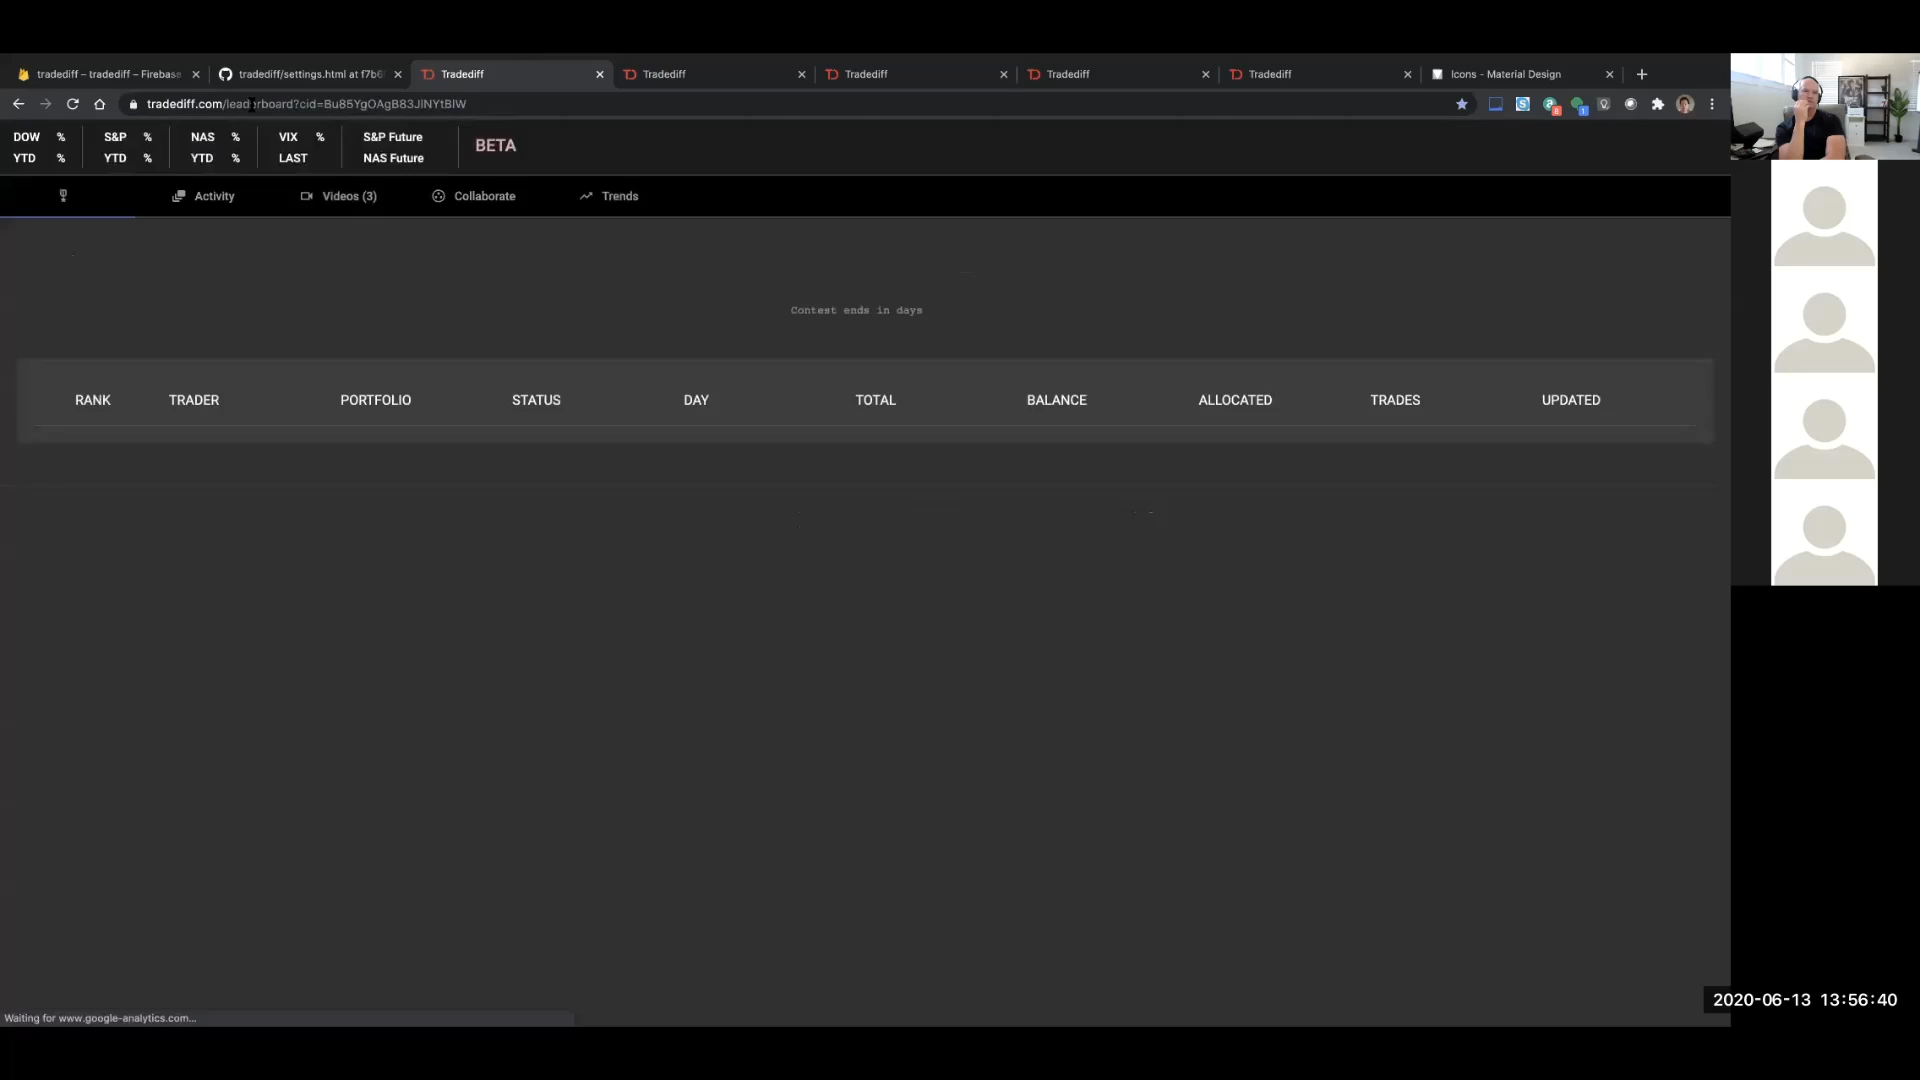 tradediff – tradediff – Firebase
tradediff/settings.html at f7b6
Tradediff
Tradediff
Tradediff
Tradediff
Tradediff
Icons - Material Design
tradediff.com/leaderboard?cid=Bu85YgOAgB83JlNYtBlW
DOW %
YTD %
S&P %
YTD %
NAS %
YTD %
VIX %
LAST
S&P Future
NAS Future
BETA
Activity
Videos (3)
Collaborate
Trends
Contest ends in days
RANK TRADER PORTFOLIO STATUS DAY TOTAL BALANCE ALLOCATED TRADES UPDATED
2020-06-13 13:56:40
Waiting for www.google-analytics.com...